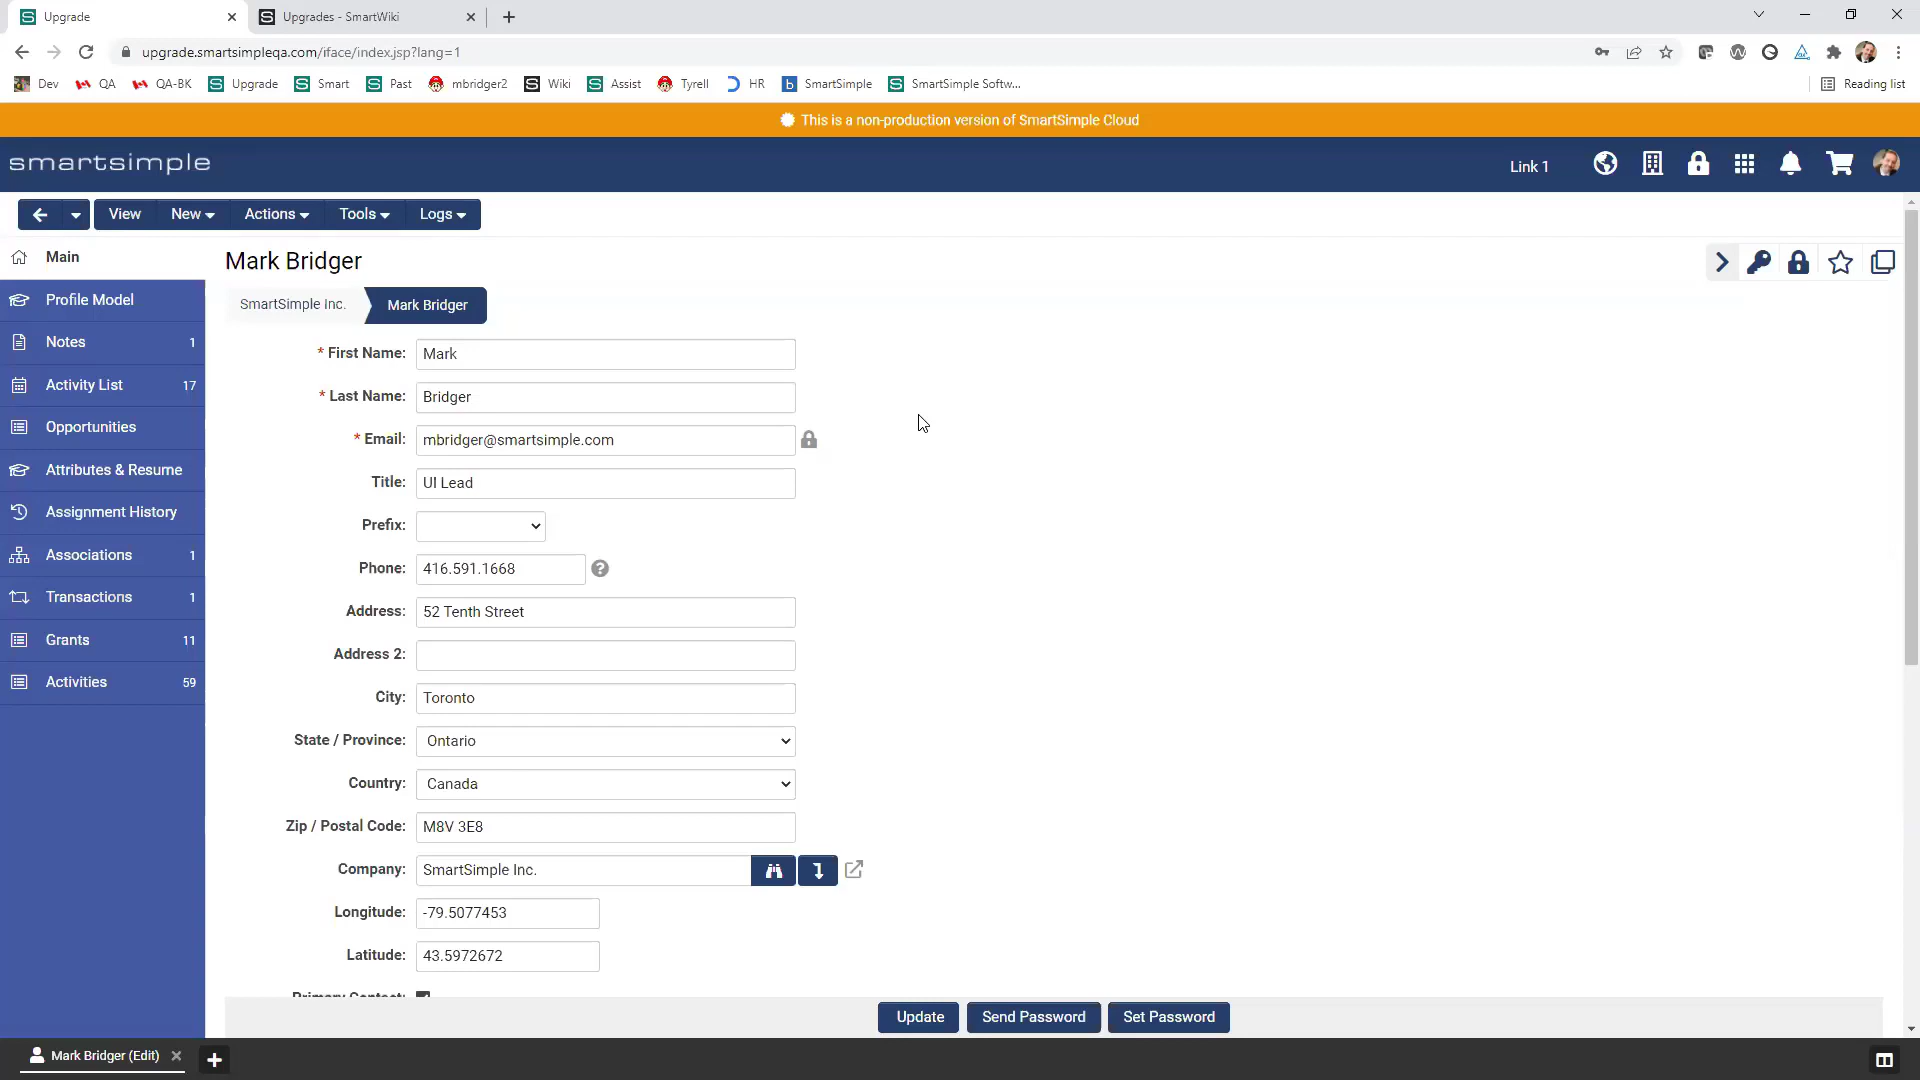 Upgrade
Upgrades - SmartWiki
upgrade.smartsimpleqa.com/iface/index.jsp?lang=1
Dev
QA
QA-BK
Upgrade
Smart
Past
mbridger2
Wiki
Assist
Tyrell
HR
SmartSimple
SmartSimple Softw...
Reading list
This is a non-production version of SmartSimple Cloud
smartsimple
Link 1
View
New
Actions
Tools
Logs
Main
Profile Model
Notes 1
Activity List 17
Opportunities
Attributes & Resume
Assignment History
Associations 1
Transactions 1
Grants 11
Activities 59
Mark Bridger
SmartSimple Inc.
Mark Bridger
* First Name: Mark
* Last Name: Bridger
* Email: mbridger@smartsimple.com
Title: UI Lead
Prefix:
Phone: 416.591.1668
Address: 52 Tenth Street
Address 2:
City: Toronto
State / Province: Ontario
Country: Canada
Zip / Postal Code: M8V 3E8
Company: SmartSimple Inc.
Longitude: -79.5077453
Latitude: 43.5972672
Primary Contact:
Update
Send Password
Set Password
Mark Bridger (Edit)